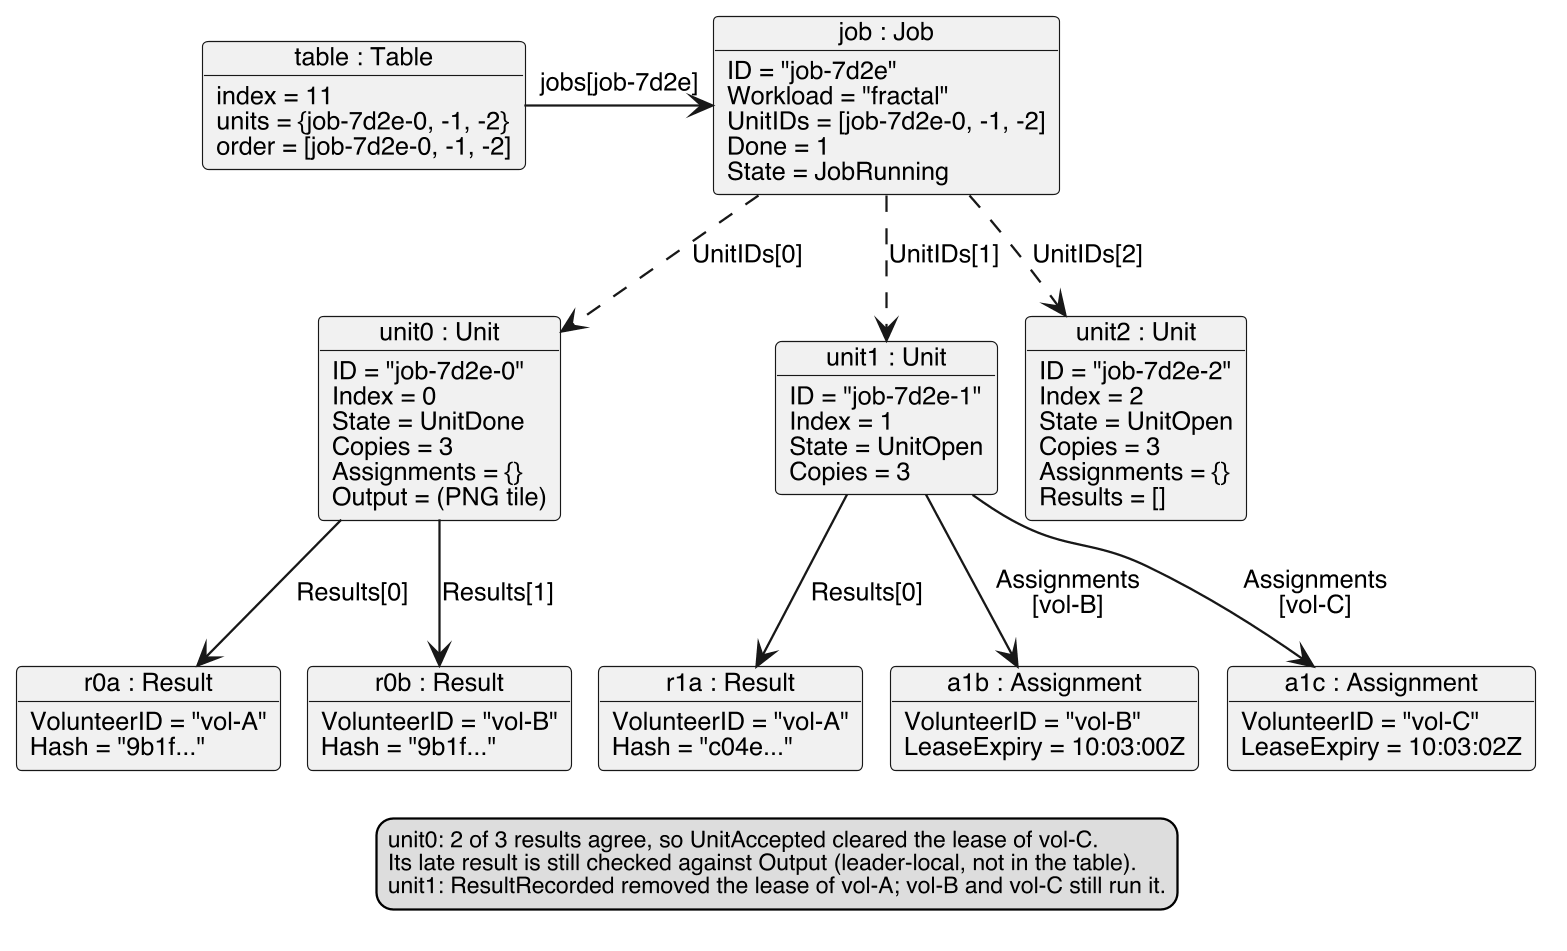 table : Table
index = 11
units = {job-7d2e-0, -1, -2}
order = [job-7d2e-0, -1, -2]
jobs[job-7d2e]
job : Job
ID = "job-7d2e"
Workload = "fractal"
UnitIDs = [job-7d2e-0, -1, -2]
Done = 1
State = JobRunning
UnitIDs[0]
UnitIDs[1]
UnitIDs[2]
unit0 : Unit
ID = "job-7d2e-0"
Index = 0
State = UnitDone
Copies = 3
Assignments = {}
Output = (PNG tile)
unit1 : Unit
ID = "job-7d2e-1"
Index = 1
State = UnitOpen
Copies = 3
unit2 : Unit
ID = "job-7d2e-2"
Index = 2
State = UnitOpen
Copies = 3
Assignments = {}
Results = []
Results[0]
Results[1]
Results[0]
Assignments
[vol-B]
Assignments
[vol-C]
r0a : Result
VolunteerID = "vol-A"
Hash = "9b1f..."
r0b : Result
VolunteerID = "vol-B"
Hash = "9b1f..."
r1a : Result
VolunteerID = "vol-A"
Hash = "c04e..."
a1b : Assignment
VolunteerID = "vol-B"
LeaseExpiry = 10:03:00Z
a1c : Assignment
VolunteerID = "vol-C"
LeaseExpiry = 10:03:02Z
unit0: 2 of 3 results agree, so UnitAccepted cleared the lease of vol-C.
Its late result is still checked against Output (leader-local, not in the table).
unit1: ResultRecorded removed the lease of vol-A; vol-B and vol-C still run it.